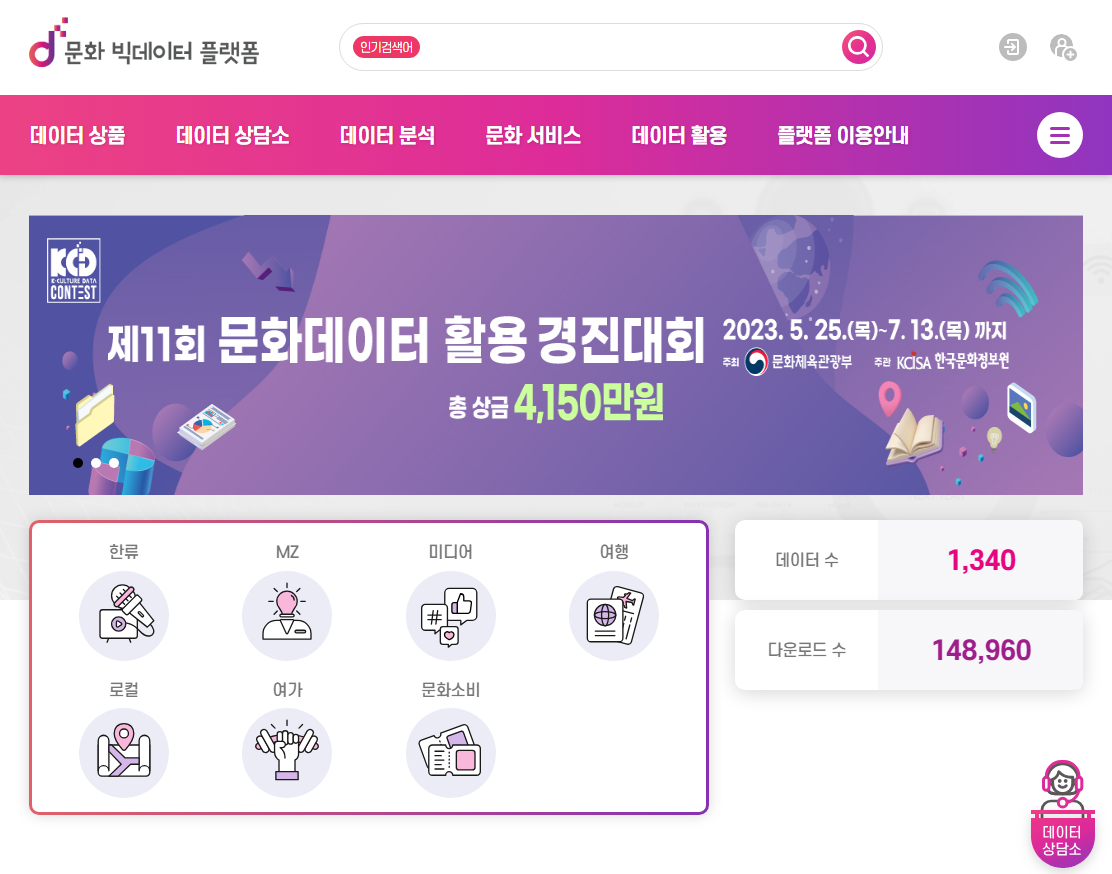 문화 빅데이터 플랫폼
인기검색어
데이터 상품 데이터 상담소 데이터 분석 문화 서비스 데이터 활용 플랫폼 이용안내
KCD
K-CULTURE DATA
CONTEST
제11회 문화데이터 활용 경진대회
총 상금 4,150만원
2023. 5. 25.(목)~7. 13.(목) 까지
주최 문화체육관광부 주관 KCISA 한국문화정보원
한류 MZ 미디어 여행
#
로컬 여가 문화소비
데이터 수 1,340
다운로드 수 148,960
데이터
상담소